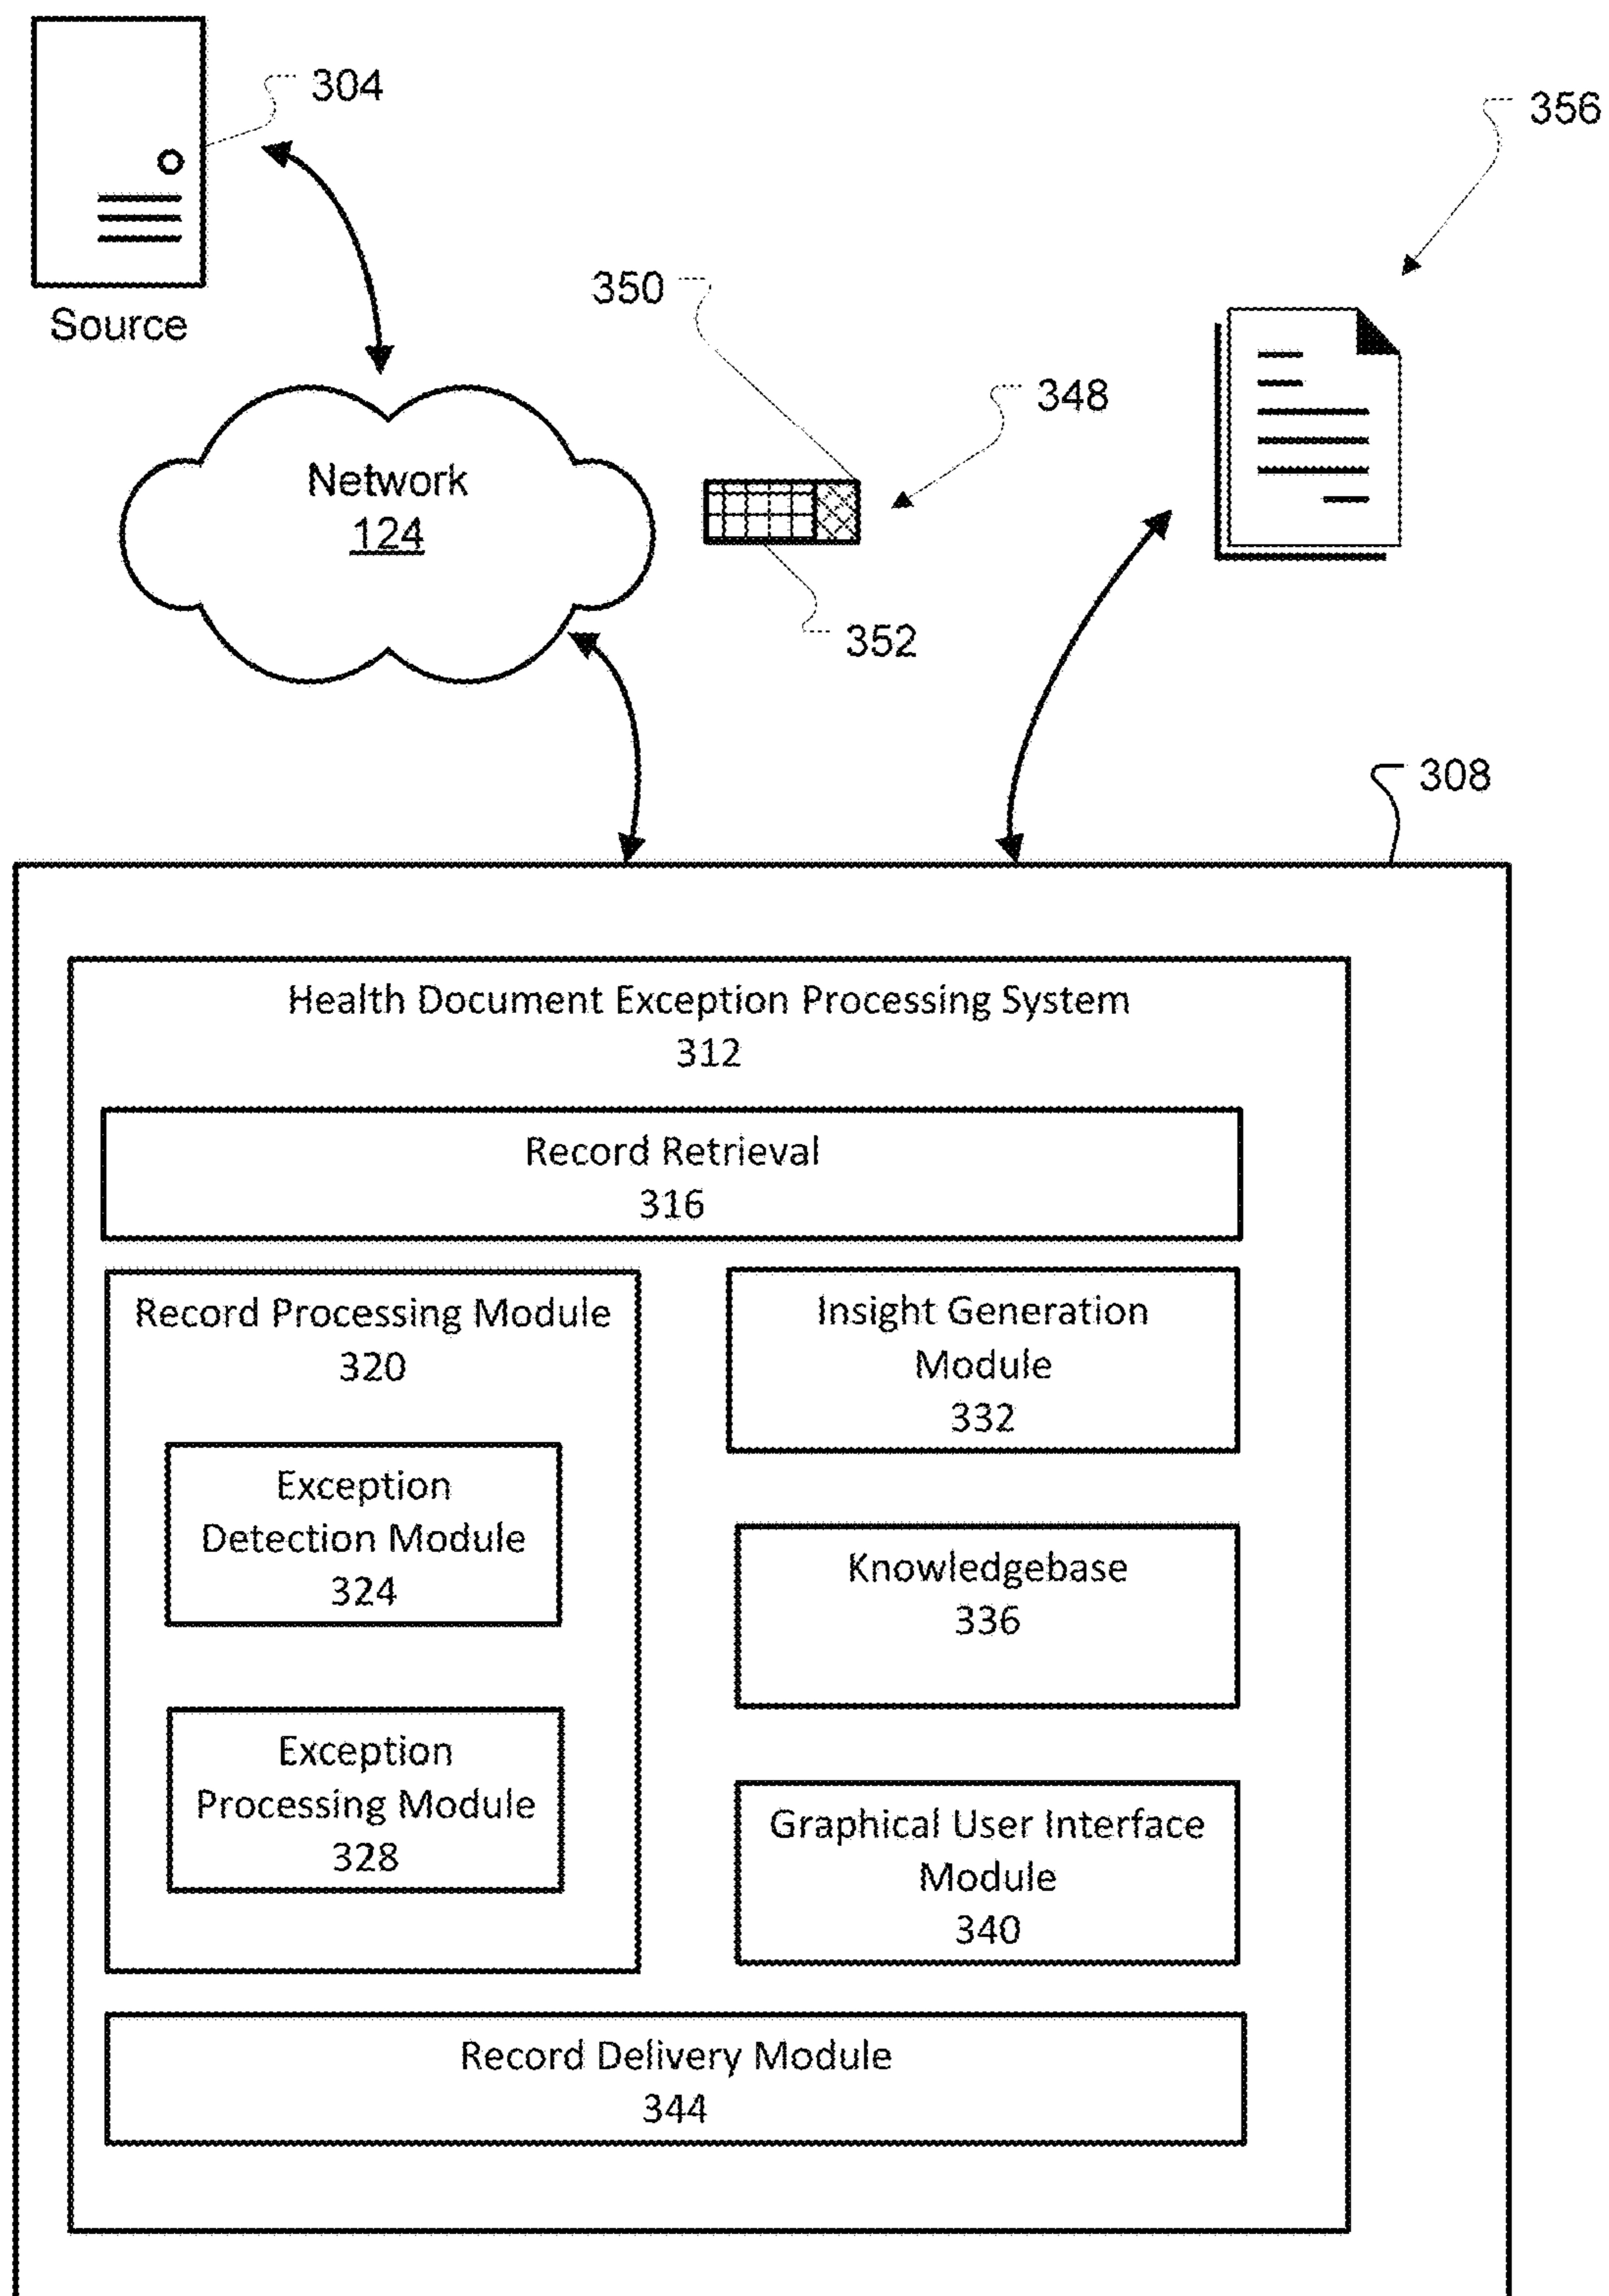 304
356
Source
350
348
Network
124
352
308
Health Document Exception Processing System
312
Record Retrieval
316
Record Processing Module
320
Exception
Detection Module
324
Exception
Processing Module
328
Insight Generation
Module
332
Knowledgebase
336
Graphical User Interface
Module
340
Record Delivery Module
344